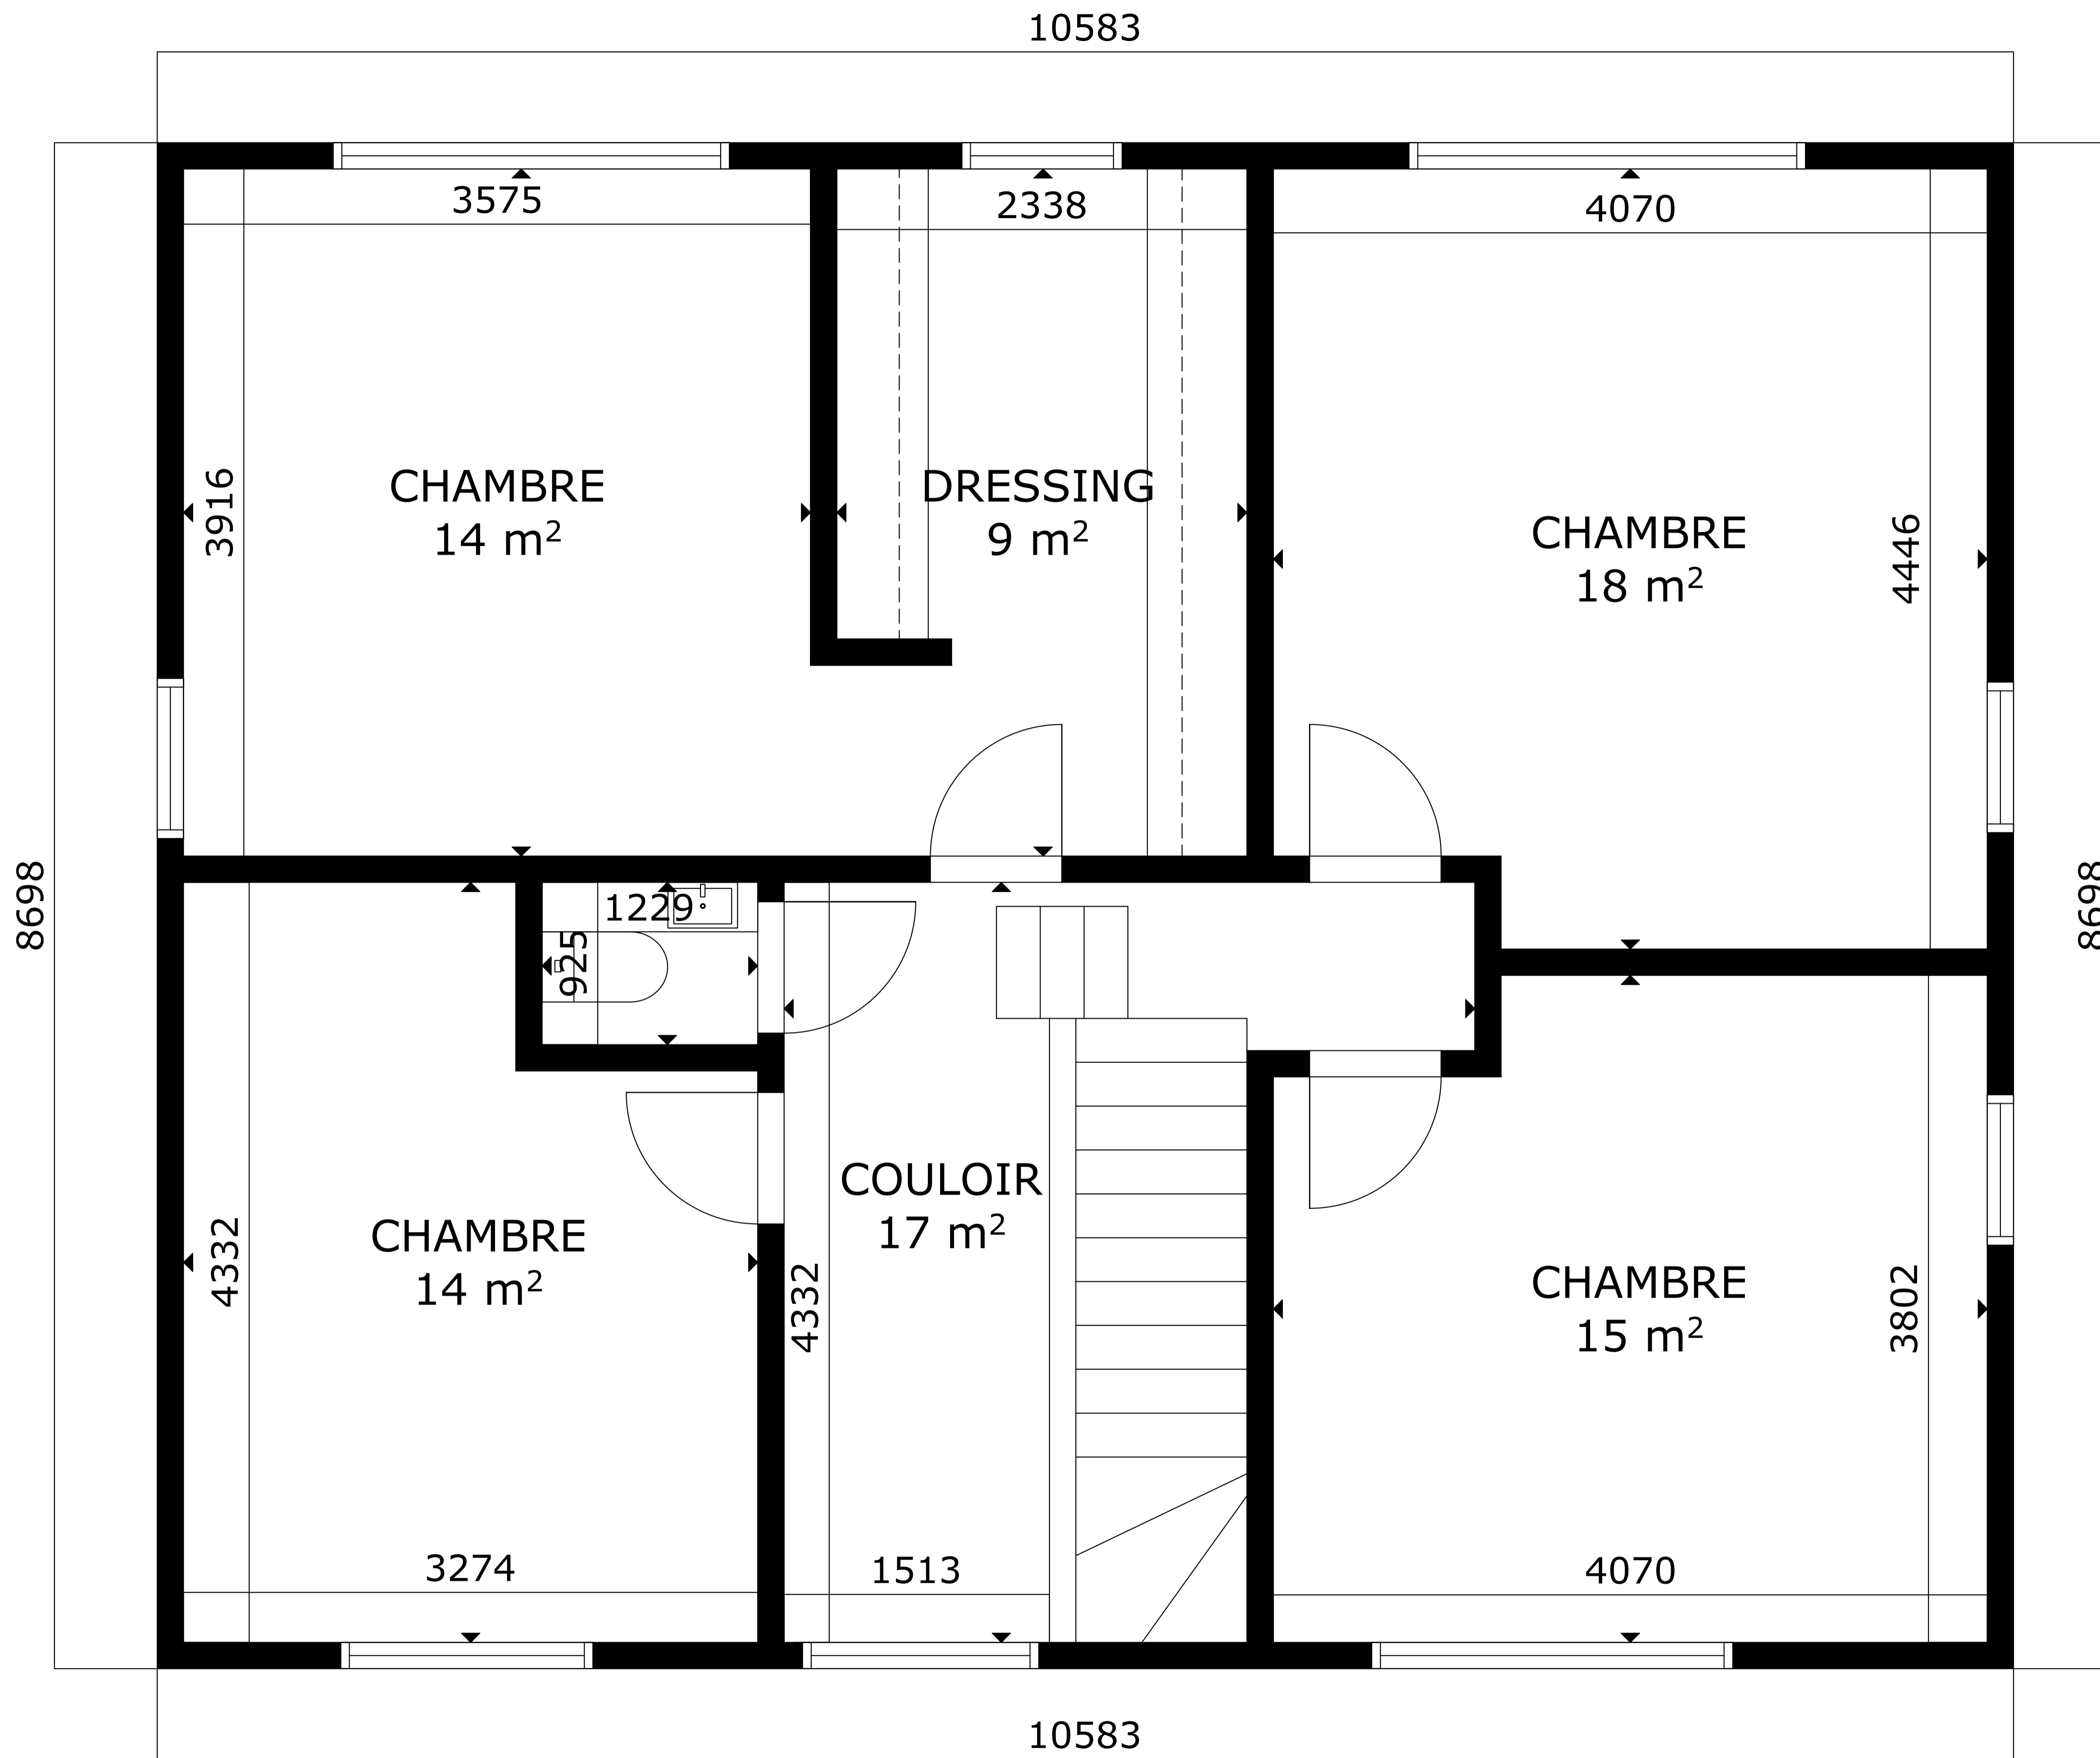 10583
3575
2338
4070
3916
CHAMBRE
14 m²
DRESSING
9 m²
CHAMBRE
18 m²
4446
8698
8698
1229
925
COULOIR
17 m²
CHAMBRE
14 m²
4332
4332
CHAMBRE
15 m²
3802
3274
1513
4070
10583